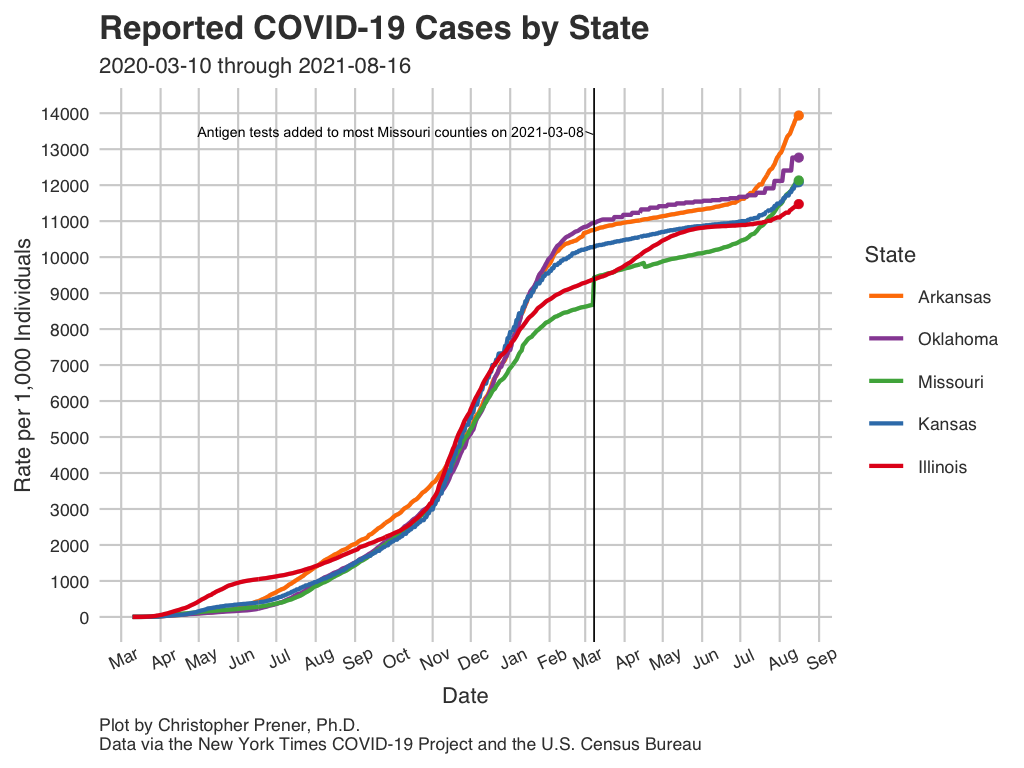 Reported COVID-19 Cases by State
2020-03-10 through 2021-08-16
14000
13000
12000
11000
10000
9000
8000
7000
6000
5000
4000
3000
2000
1000
0
Rate per 1,000 Individuals
Antigen tests added to most Missouri counties on 2021-03-08
Mar Apr May Jun Jul Aug Sep Oct Nov Dec Jan Feb Mar Apr May Jun Jul Aug Sep
Date
State
Arkansas
Oklahoma
Missouri
Kansas
Illinois
Plot by Christopher Prener, Ph.D.
Data via the New York Times COVID-19 Project and the U.S. Census Bureau